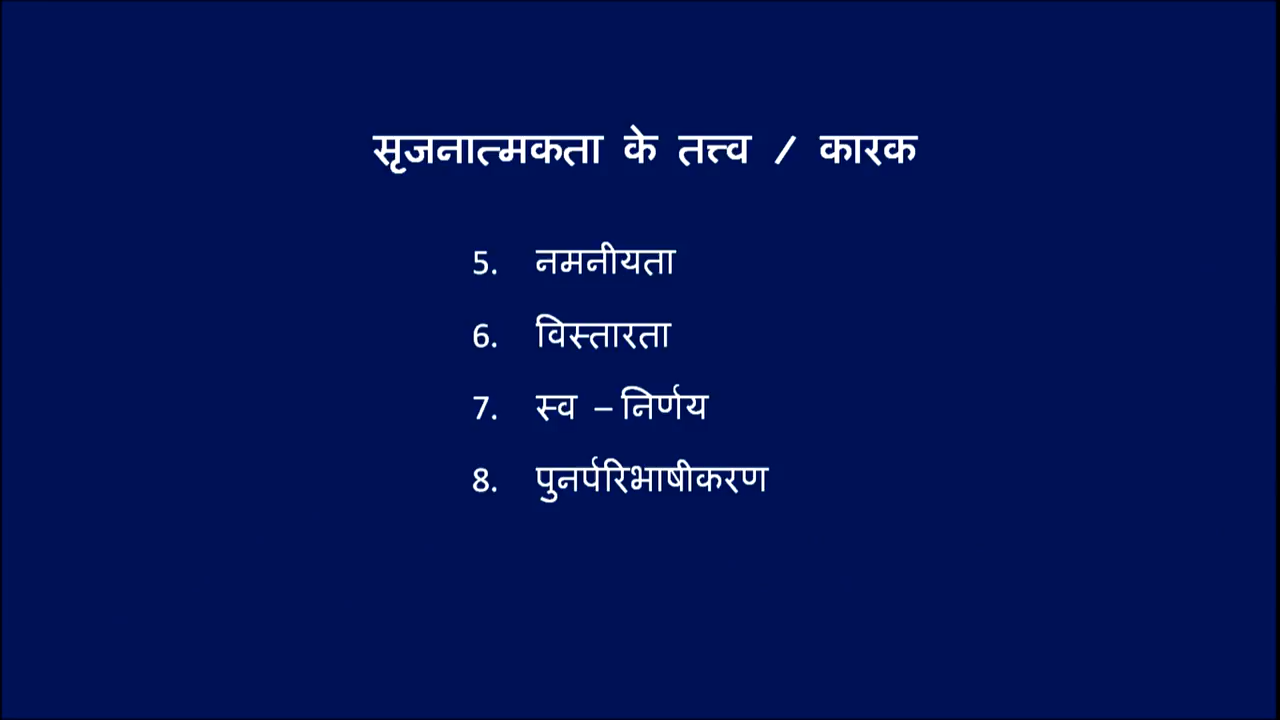 सृजनात्मकता के तत्त्व / कारक
5. नमनीयता
6. विस्तारता
7. स्व – निर्णय
8. पुनर्परिभाषीकरण